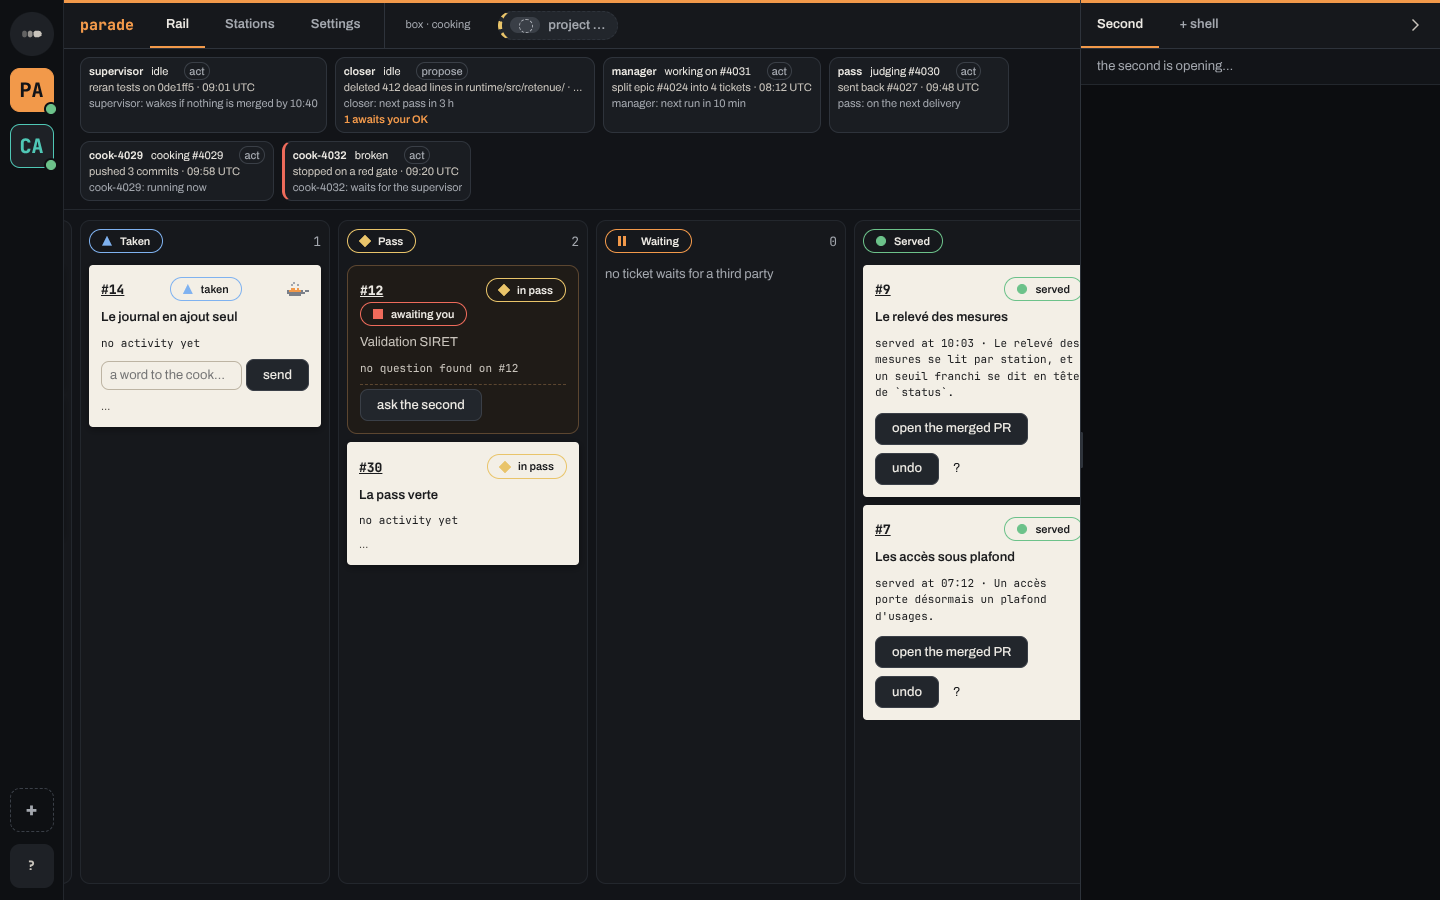 parade
Rail
Stations
Settings
box · cooking
project ...
Second
+ shell
PA
CA
the second is opening...
supervisor idle act
reran tests on 0de1ff5 · 09:01 UTC
supervisor: wakes if nothing is merged by 10:40
closer idle propose
deleted 412 dead lines in runtime/src/retenue/ · ...
closer: next pass in 3 h
1 awaits your OK
manager working on #4031 act
split epic #4024 into 4 tickets · 08:12 UTC
manager: next run in 10 min
pass judging #4030 act
sent back #4027 · 09:48 UTC
pass: on the next delivery
cook-4029 cooking #4029 act
pushed 3 commits · 09:58 UTC
cook-4029: running now
cook-4032 broken act
stopped on a red gate · 09:20 UTC
cook-4032: waits for the supervisor
Taken 1
#14 taken
Le journal en ajout seul
no activity yet
a word to the cook... send
...
Pass 2
#12 in pass
awaiting you
Validation SIRET
no question found on #12
ask the second
#30 in pass
La pass verte
no activity yet
...
Waiting 0
no ticket waits for a third party
Served
#9 served
Le relevé des mesures
served at 10:03 · Le relevé des
mesures se lit par station, et
un seuil franchi se dit en tête
de `status`.
open the merged PR
undo ?
#7 served
Les accès sous plafond
served at 07:12 · Un accès
porte désormais un plafond
d'usages.
open the merged PR
undo ?
+
?